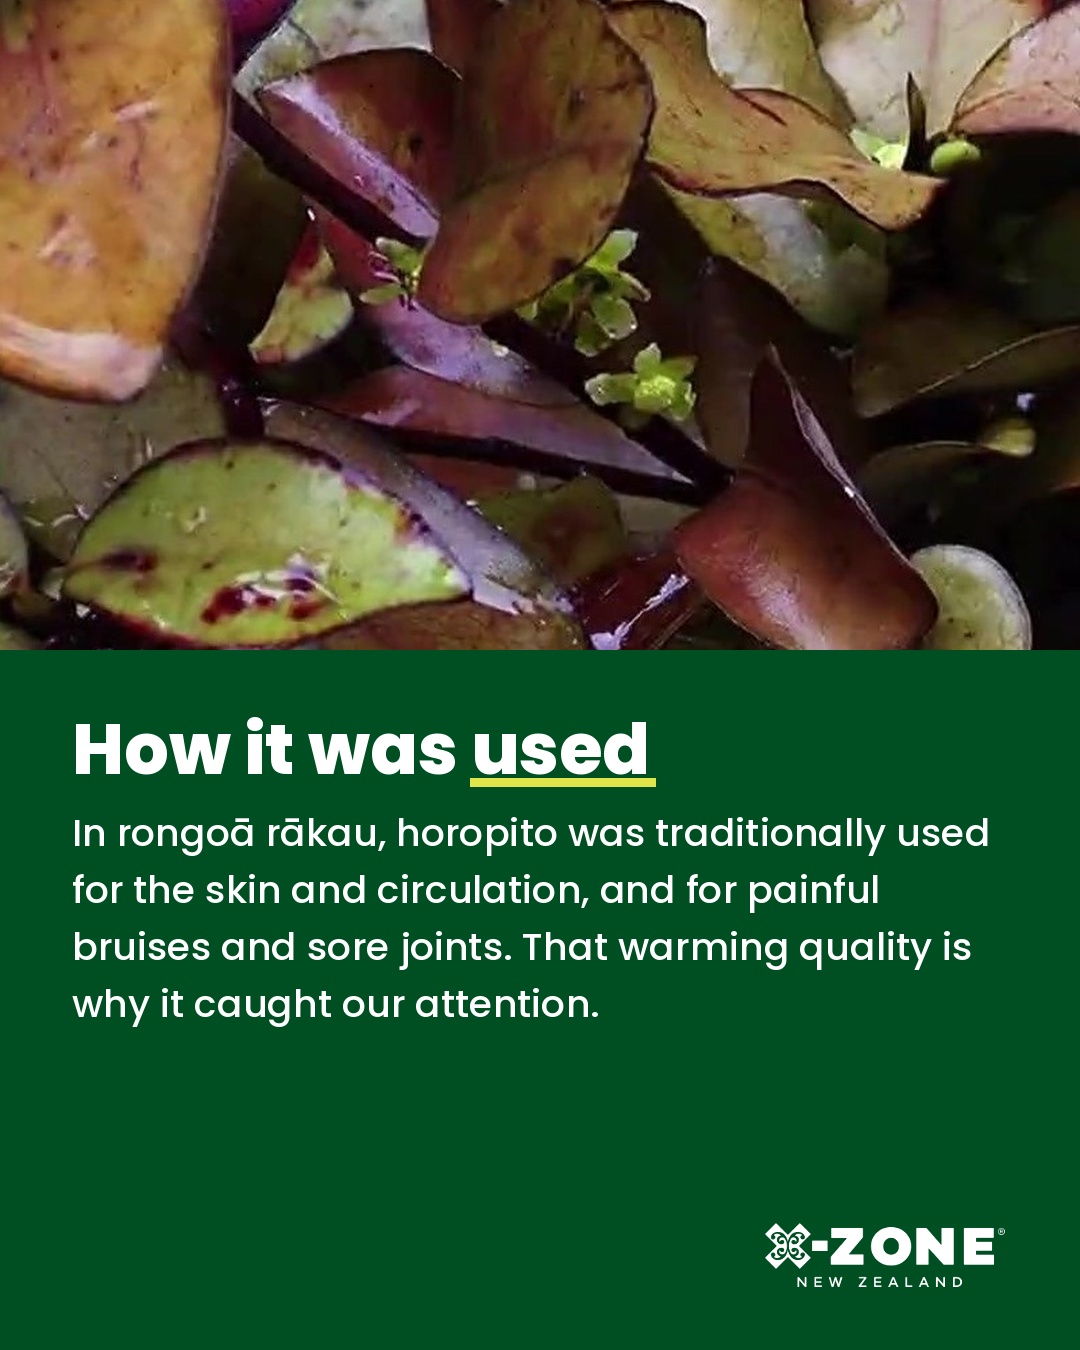 How it was used
In rongoā rākau, horopito was traditionally used
for the skin and circulation, and for painful
bruises and sore joints. That warming quality is
why it caught our attention.
X-ZONE®
NEW ZEALAND